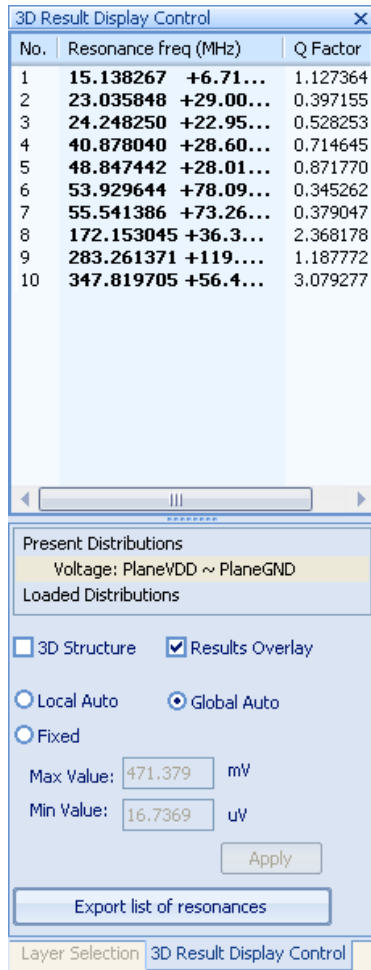 3D Result Display Control
No. Resonance freq (MHz) Q Factor
1 15.138267 +6.71... 1.127364
2 23.035848 +29.00... 0.397155
3 24.248250 +22.95... 0.528253
4 40.878040 +28.60... 0.714645
5 48.847442 +28.01... 0.871770
6 53.929644 +78.09... 0.345262
7 55.541386 +73.26... 0.379047
8 172.153045 +36.3... 2.368178
9 283.261371 +119.... 1.187772
10 347.819705 +56.4... 3.079277
Present Distributions
Voltage: PlaneVDD ~ PlaneGND
Loaded Distributions
3D Structure Results Overlay
Local Auto Global Auto
Fixed
Max Value: 471.379 mV
Min Value: 16.7369 uV
Apply
Export list of resonances
Layer Selection 3D Result Display Control